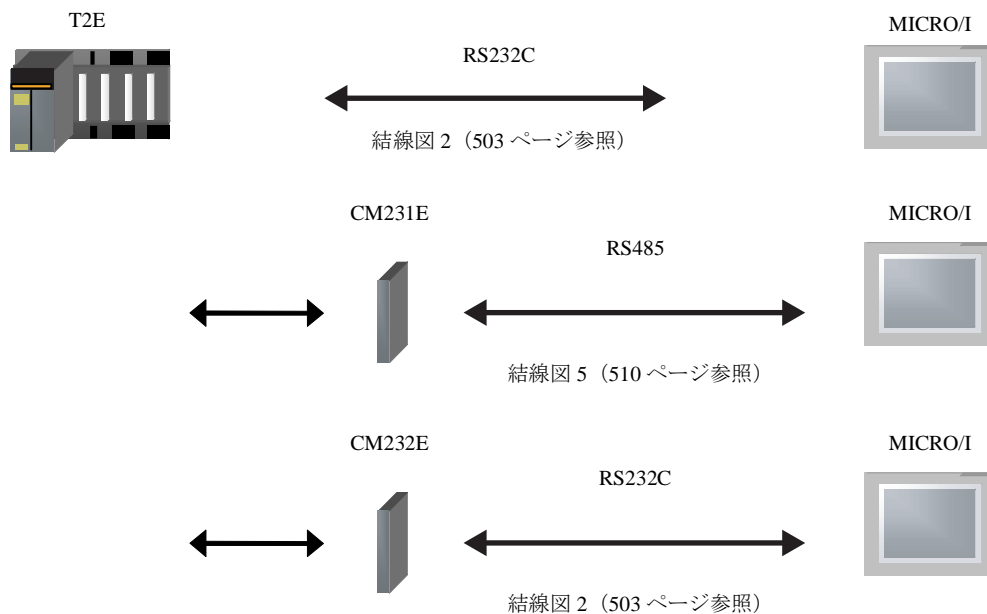 T2E
MICRO/I
RS232C
結線図 2（503 ページ参照）
CM231E
MICRO/I
RS485
結線図 5（510 ページ参照）
CM232E
MICRO/I
RS232C
結線図 2（503 ページ参照）